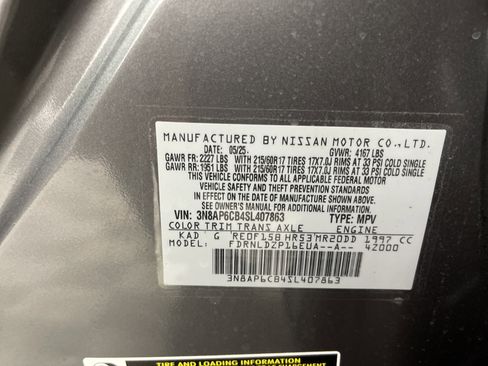 MANUFACTURED BY NISSAN MOTOR CO., LTD.
DATE: 05/25 GVWR: 4167 LBS
GAWR FR: 2227 LBS WITH 215/60R17 TIRES 17X7.0J RIMS AT 33 PSI COLD SINGLE
GAWR RR: 1951 LBS WITH 215/60R17 TIRES 17X7.0J RIMS AT 33 PSI COLD SINGLE
THIS VEHICLE CONFORMS TO ALL APPLICABLE FEDERAL MOTOR
VEHICLE SAFETY, BUMPER, AND THEFT PREVENTION STANDARDS
IN EFFECT ON THE DATE OF MANUFACTURE SHOWN ABOVE.
SEE OWNER'S MANUAL FOR FURTHER INFORMATION.
VIN: 3N8AP6CB4SL407863 TYPE: MPV
COLOR TRIM TRANS AXLE ENGINE
KAD G RE0F15B HR53 MR20DD 1997 CC
MODEL: FDRNLDZP16EUA--A-- 42000
3N8AP6CB4SL407863
TIRE AND LOADING INFORMATION